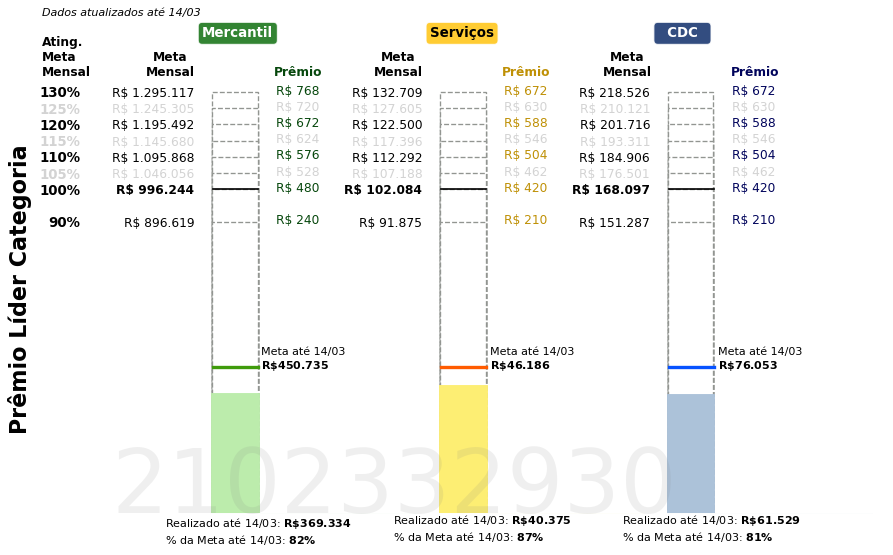 Dados atualizados até 14/03
Mercantil Serviços CDC
Ating. Meta Mensal Meta Mensal Prêmio Meta Mensal Prêmio Meta Mensal Prêmio
130% R$ 1.295.117 R$ 768 R$ 132.709 R$ 672 R$ 218.526 R$ 672
125% R$ 1.245.305 R$ 720 R$ 127.605 R$ 630 R$ 210.121 R$ 630
120% R$ 1.195.492 R$ 672 R$ 122.500 R$ 588 R$ 201.716 R$ 588
115% R$ 1.145.680 R$ 624 R$ 117.396 R$ 546 R$ 193.311 R$ 546
110% R$ 1.095.868 R$ 576 R$ 112.292 R$ 504 R$ 184.906 R$ 504
105% R$ 1.046.056 R$ 528 R$ 107.188 R$ 462 R$ 176.501 R$ 462
100% R$ 996.244 R$ 480 R$ 102.084 R$ 420 R$ 168.097 R$ 420
90% R$ 896.619 R$ 240 R$ 91.875 R$ 210 R$ 151.287 R$ 210
Prêmio Líder Categoria
Meta até 14/03 Meta até 14/03 Meta até 14/03
R$450.735 R$46.186 R$76.053
2102332930
Realizado até 14/03: R$369.334 Realizado até 14/03: R$40.375 Realizado até 14/03: R$61.529
% da Meta até 14/03: 82% % da Meta até 14/03: 87% % da Meta até 14/03: 81%